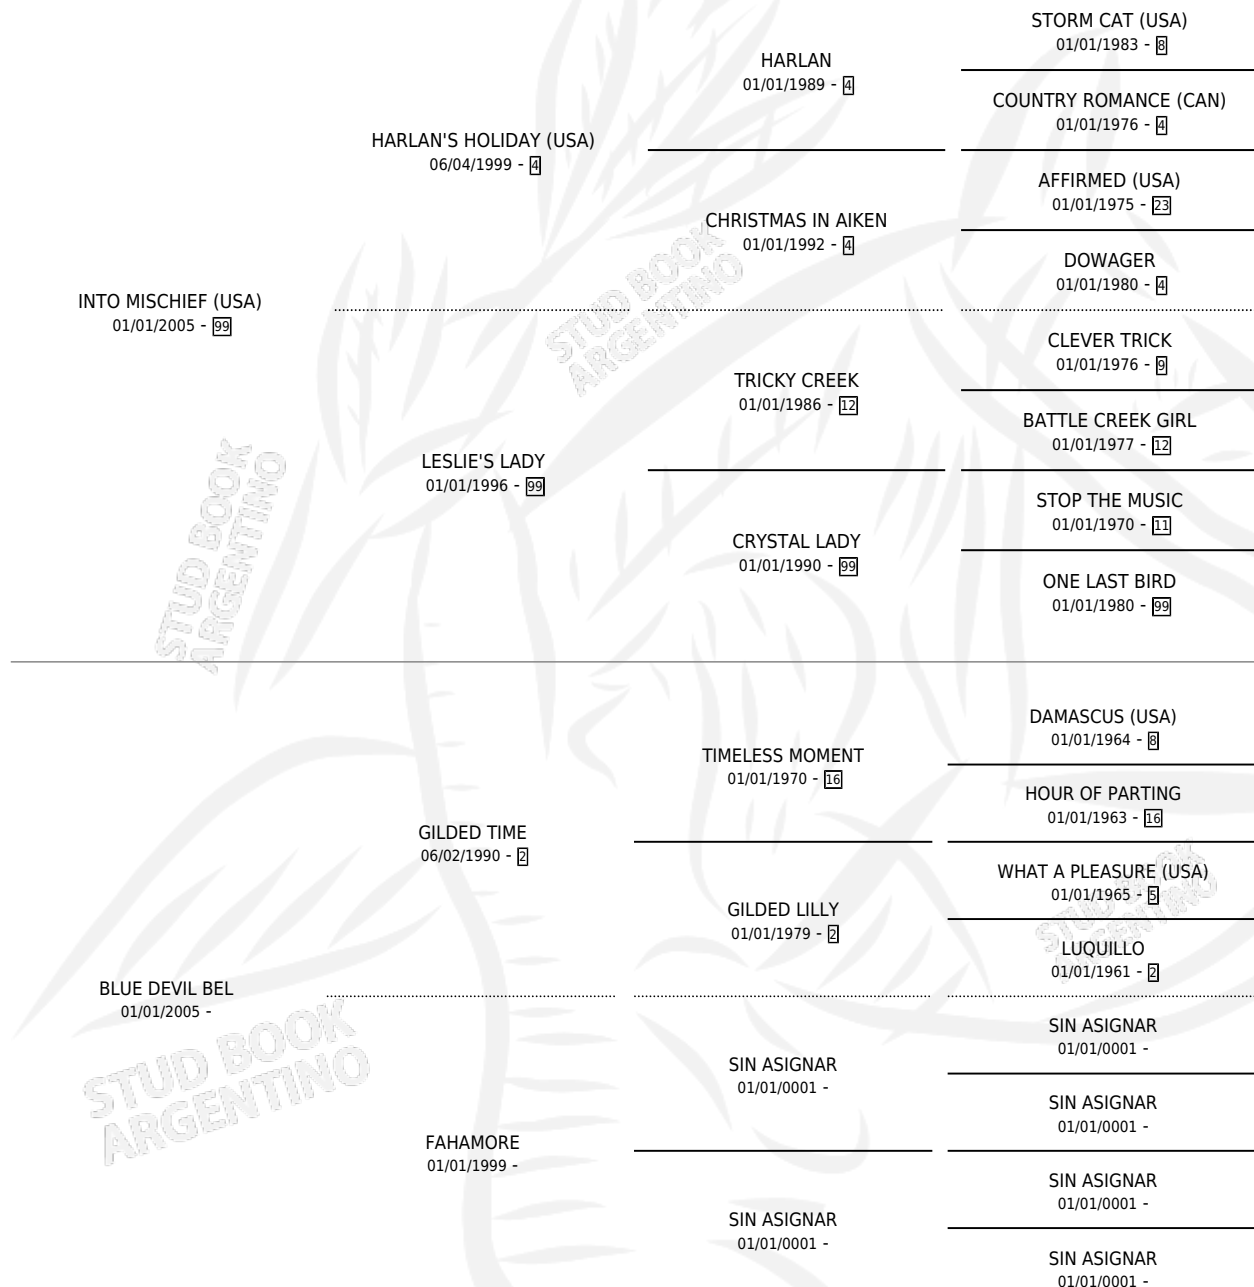 STORM CAT (USA)
01/01/1983 - 8
HARLAN
01/01/1989 - 4
COUNTRY ROMANCE (CAN)
01/01/1976 - 4
HARLAN'S HOLIDAY (USA)
06/04/1999 - 4
AFFIRMED (USA)
01/01/1975 - 23
CHRISTMAS IN AIKEN
01/01/1992 - 4
DOWAGER
01/01/1980 - 4
INTO MISCHIEF (USA)
01/01/2005 - 99
CLEVER TRICK
01/01/1976 - 9
TRICKY CREEK
01/01/1986 - 12
BATTLE CREEK GIRL
01/01/1977 - 12
LESLIE'S LADY
01/01/1996 - 99
STOP THE MUSIC
01/01/1970 - 11
CRYSTAL LADY
01/01/1990 - 99
ONE LAST BIRD
01/01/1980 - 99
DAMASCUS (USA)
01/01/1964 - 8
TIMELESS MOMENT
01/01/1970 - 16
HOUR OF PARTING
01/01/1963 - 16
GILDED TIME
06/02/1990 - 2
WHAT A PLEASURE (USA)
01/01/1965 - 5
GILDED LILLY
01/01/1979 - 2
LUQUILLO
01/01/1961 - 2
BLUE DEVIL BEL
01/01/2005 -
SIN ASIGNAR
01/01/0001 -
SIN ASIGNAR
01/01/0001 -
SIN ASIGNAR
01/01/0001 -
FAHAMORE
01/01/1999 -
SIN ASIGNAR
01/01/0001 -
SIN ASIGNAR
01/01/0001 -
SIN ASIGNAR
01/01/0001 -
STUD BOOK
ARGENTINO
STUD BOOK
ARGENTINO
STUD BOOK
ARGENTINO
STUD BOOK
ARGENTINO